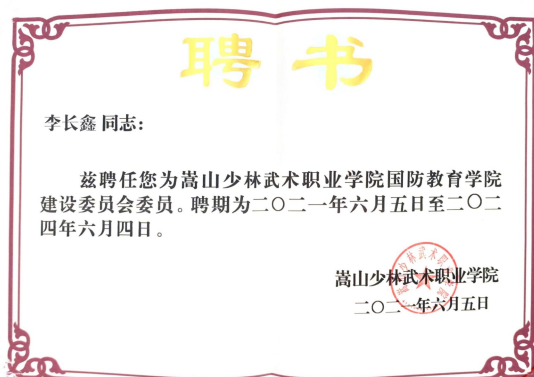 聘书
李长鑫 同志：
兹聘任您为嵩山少林武术职业学院国防教育学院
建设委员会委员。聘期为二〇二一年六月五日至二〇二
四年六月四日。
嵩山少林武术职业学院
二〇二一年六月五日